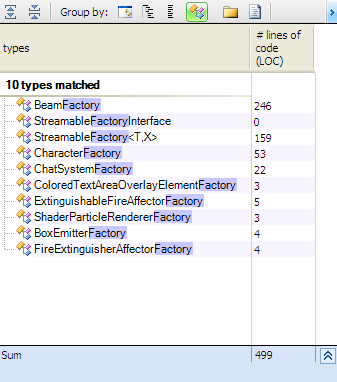 Group by:
types
# lines of
code
(LOC)
10 types matched
BeamFactory 246
StreamableFactoryInterface 0
StreamableFactory<T,X> 159
CharacterFactory 53
ChatSystemFactory 22
ColoredTextAreaOverlayElementFactory 3
ExtinguishableFireAffectorFactory 5
ShaderParticleRendererFactory 3
BoxEmitterFactory 4
FireExtinguisherAffectorFactory 4
Sum 499